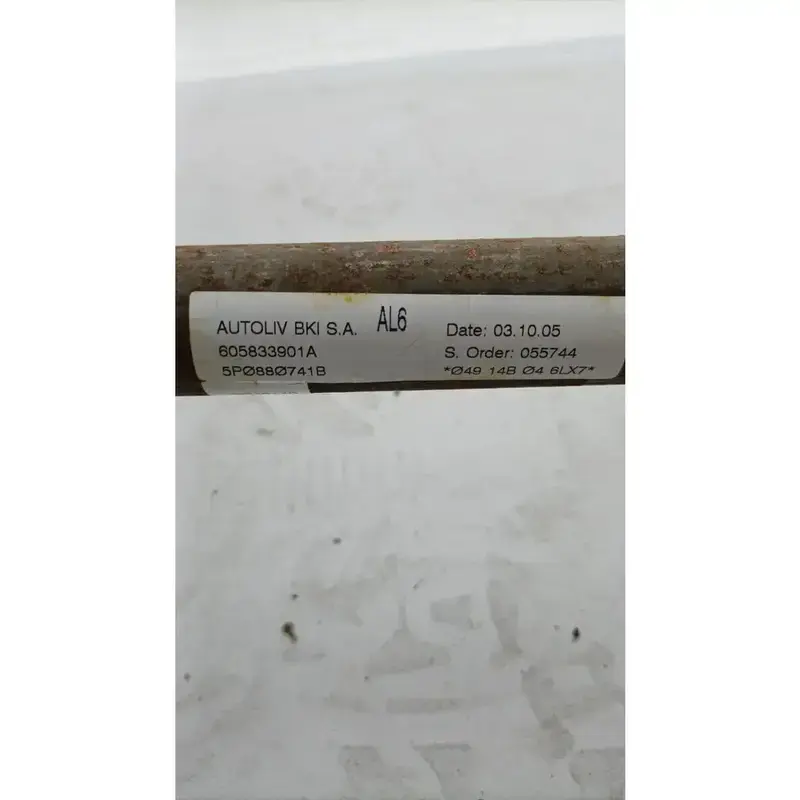 AUTOLIV BKI S.A. AL6
605833901A
5PØ88Ø741B
Date: 03.10.05
S. Order: 055744
*Ø49 14B Ø4 6LX7*